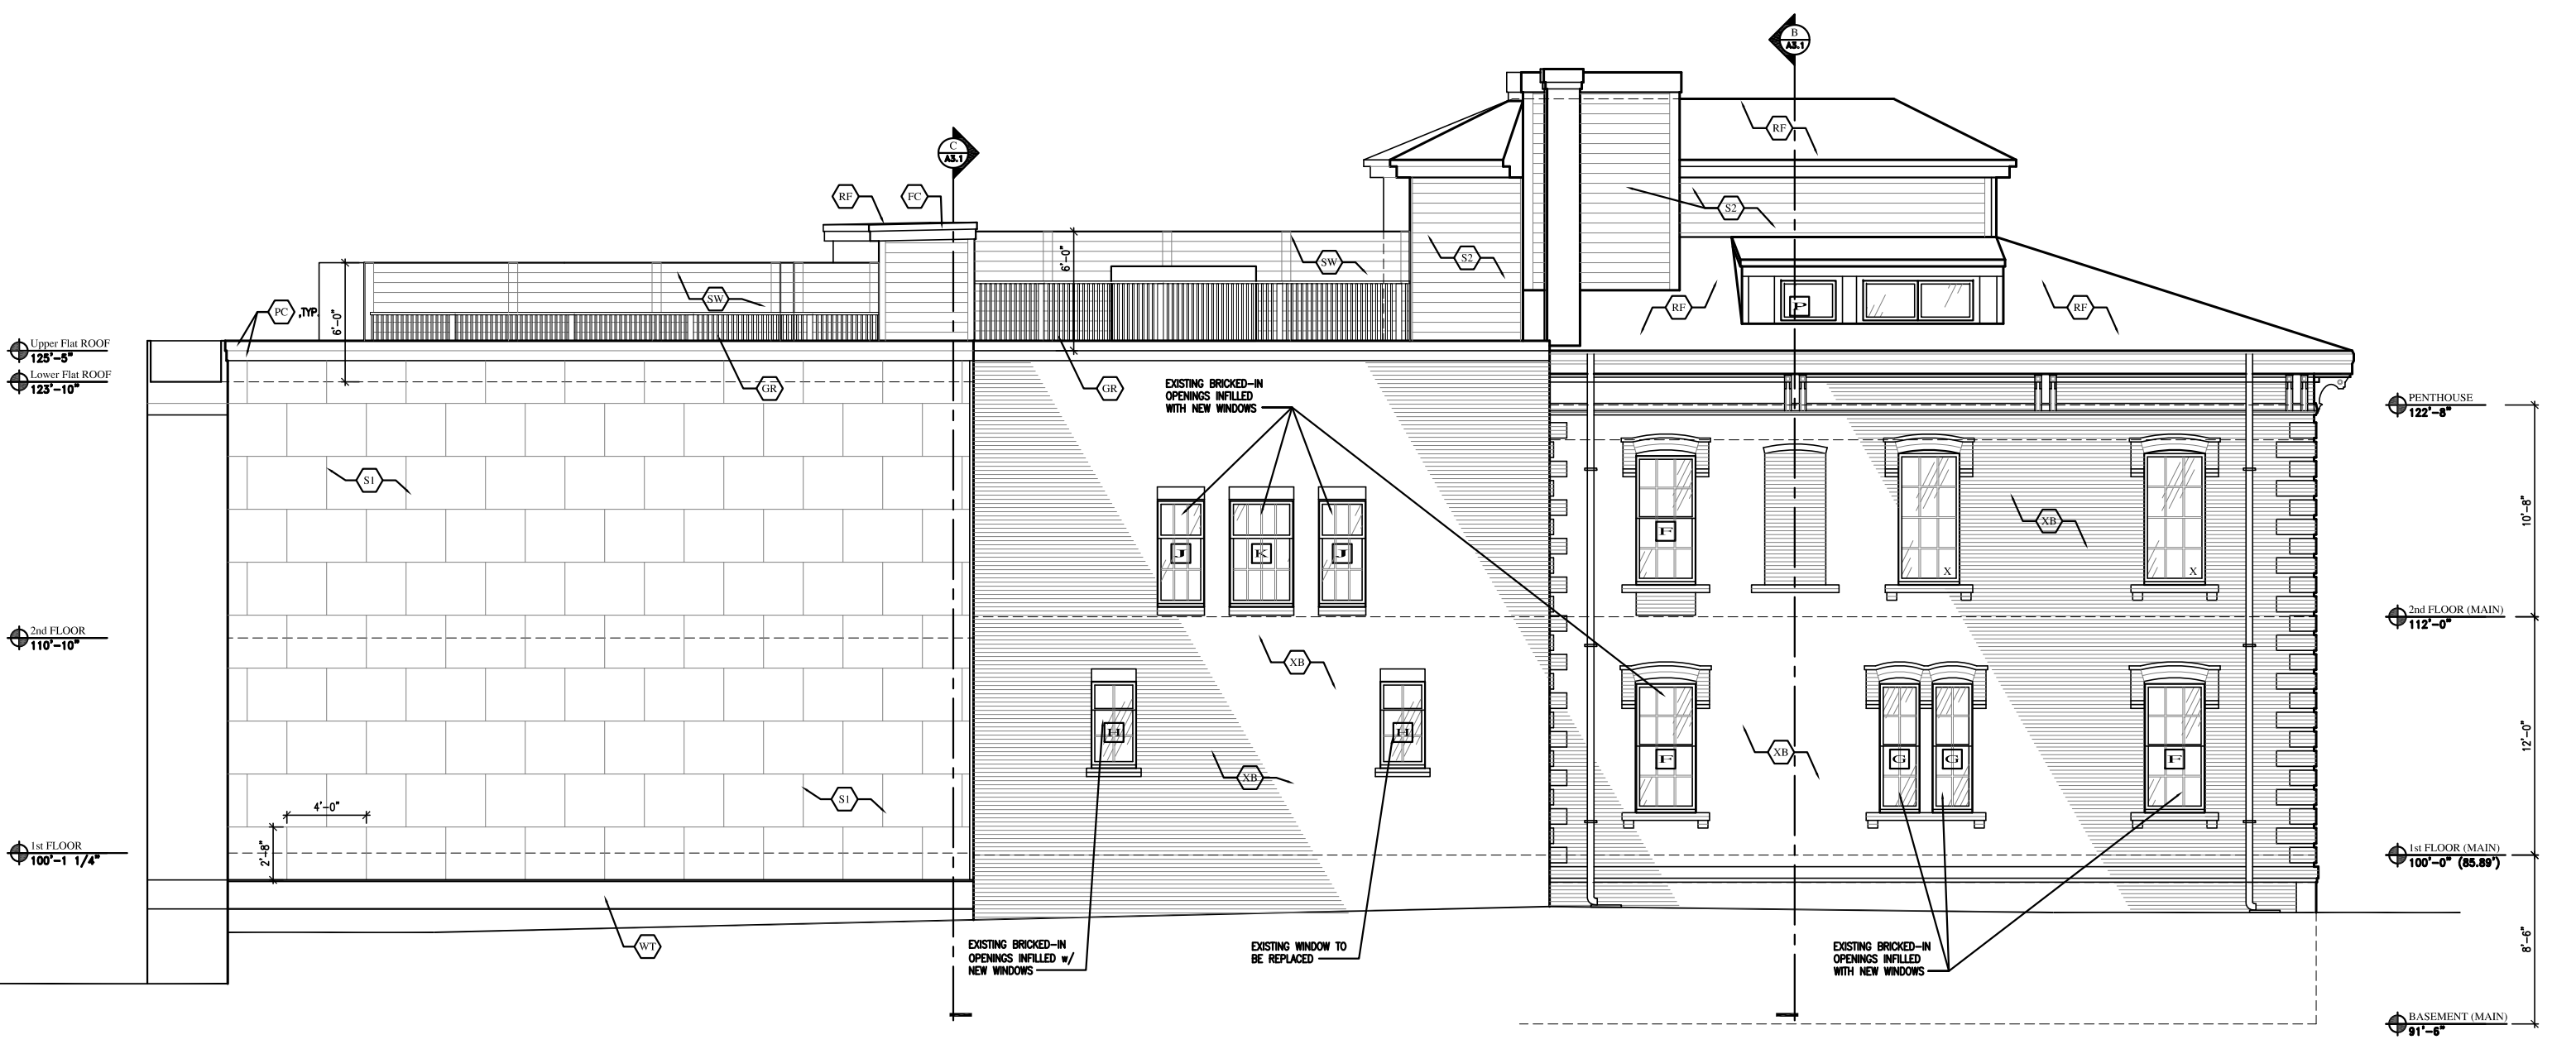 B
A3.1
C
A3.1
RF
RF
FC
S2
SW
6'-0"
S2
SW
PC
,TYP.
6'-0"
RF
P
RF
Upper Flat ROOF
125'-5"
Lower Flat ROOF
123'-10"
GR
GR
EXISTING BRICKED-IN
OPENINGS INFILLED
WITH NEW WINDOWS
PENTHOUSE
122'-8"
S1
XB
10'-8"
F
J
K
J
X
X
2nd FLOOR
110'-10"
2nd FLOOR (MAIN)
112'-0"
XB
H
H
XB
XB
F
G
G
F
12'-0"
S1
4'-0"
2'-8"
1st FLOOR
100'-1 1/4"
1st FLOOR (MAIN)
100'-0" (85.89')
WT
EXISTING BRICKED-IN
OPENINGS INFILLED w/
NEW WINDOWS
EXISTING WINDOW TO
BE REPLACED
EXISTING BRICKED-IN
OPENINGS INFILLED
WITH NEW WINDOWS
8'-6"
BASEMENT (MAIN)
91'-6"